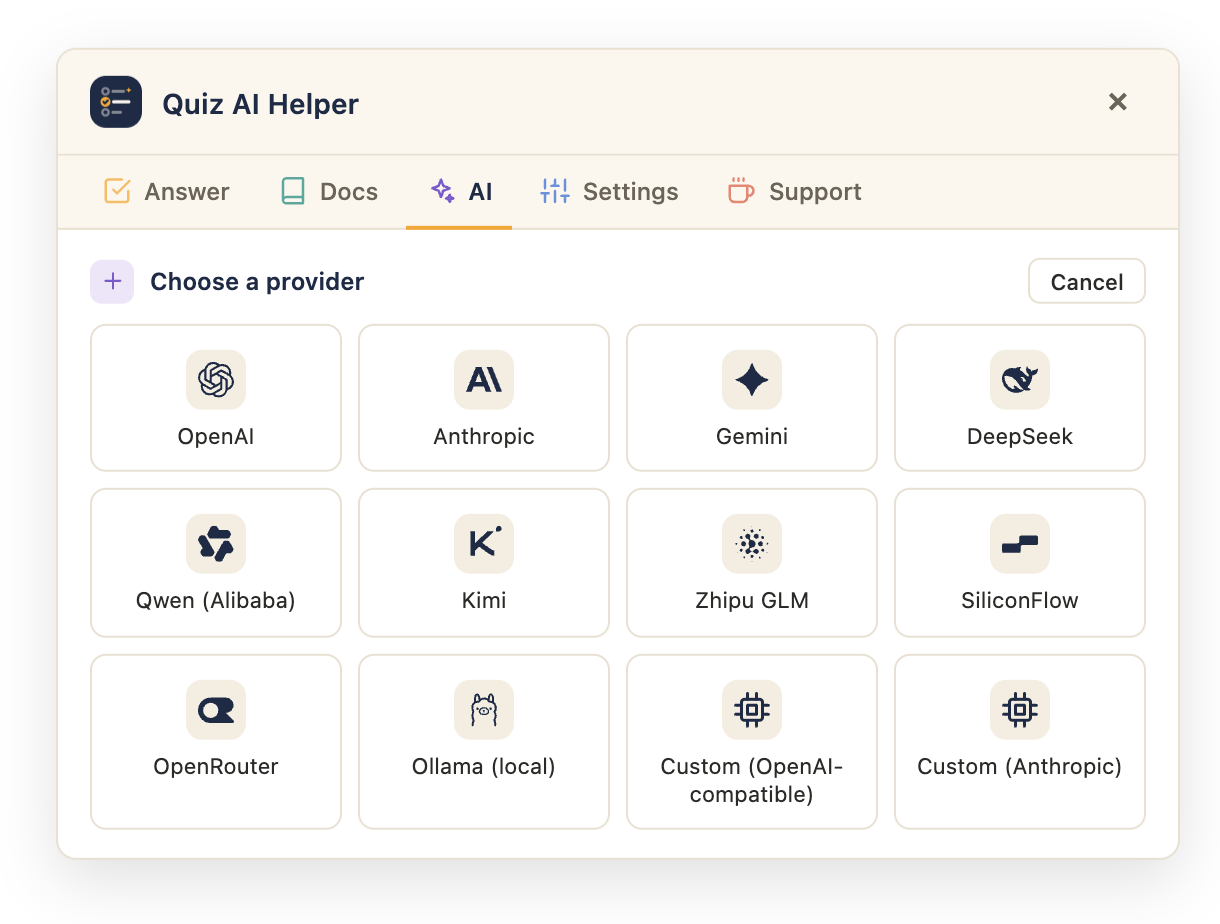 Quiz AI Helper
Answer
Docs
AI
Settings
Support
Choose a provider
Cancel
OpenAI
Anthropic
Gemini
DeepSeek
Qwen (Alibaba)
Kimi
Zhipu GLM
SiliconFlow
OpenRouter
Ollama (local)
Custom (OpenAI-
compatible)
Custom (Anthropic)